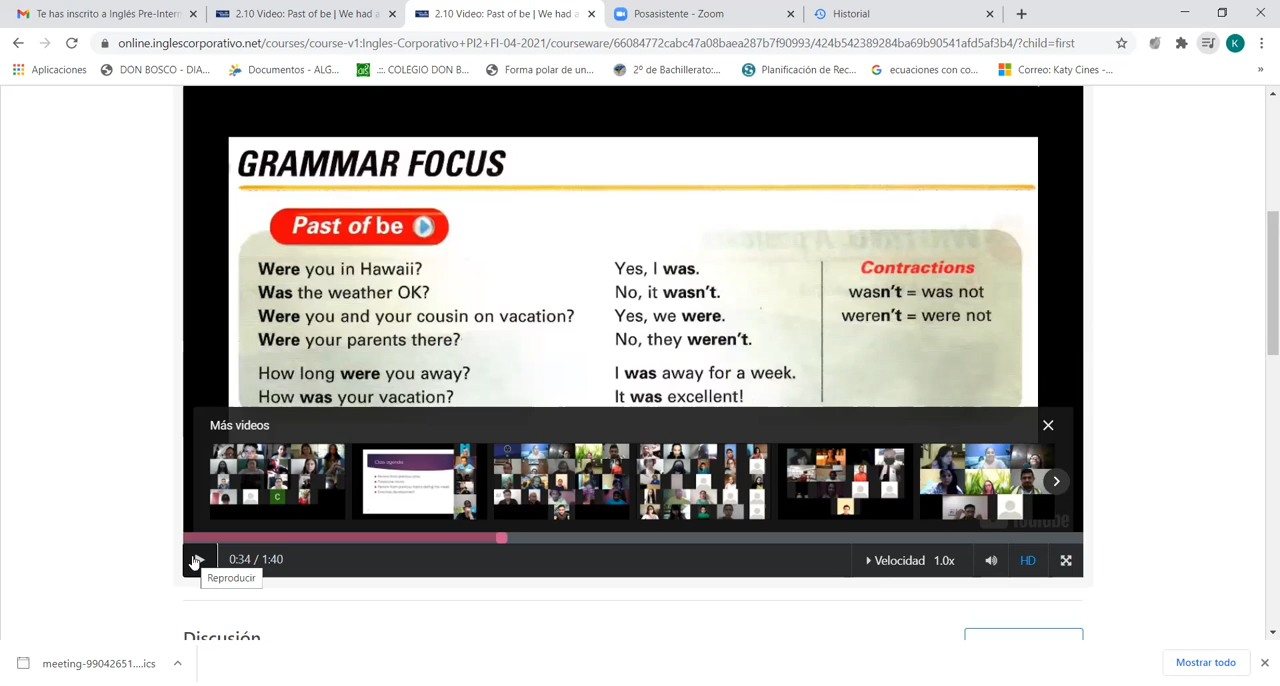 Te has inscrito a Inglés Pre-Interm
2.10 Video: Past of be | We had a
2.10 Video: Past of be | We had a
Posasistente - Zoom
Historial
online.inglescorporativo.net/courses/course-v1:Ingles-Corporativo+PI2+FI-04-2021/courseware/66084772cabc47a08baea287b7f90993/424b542389284ba69b90541afd5af3b4/?child=first
K
Aplicaciones
DON BOSCO - DIA...
Documentos - ALG...
.::. COLEGIO DON B...
Forma polar de un...
2º de Bachillerato:...
Planificación de Rec...
ecuaciones con co...
Correo: Katy Cines -...
»
GRAMMAR FOCUS
Past of be
Were you in Hawaii? Yes, I was. Contractions
Was the weather OK? No, it wasn't. wasn't = was not
Were you and your cousin on vacation? Yes, we were. weren't = were not
Were your parents there? No, they weren't.
How long were you away? I was away for a week.
How was your vacation? It was excellent!
Más videos
Class agenda
C
0:34 / 1:40
Velocidad 1.0x
HD
Reproducir
Discusión
meeting-99042651....ics
Mostrar todo